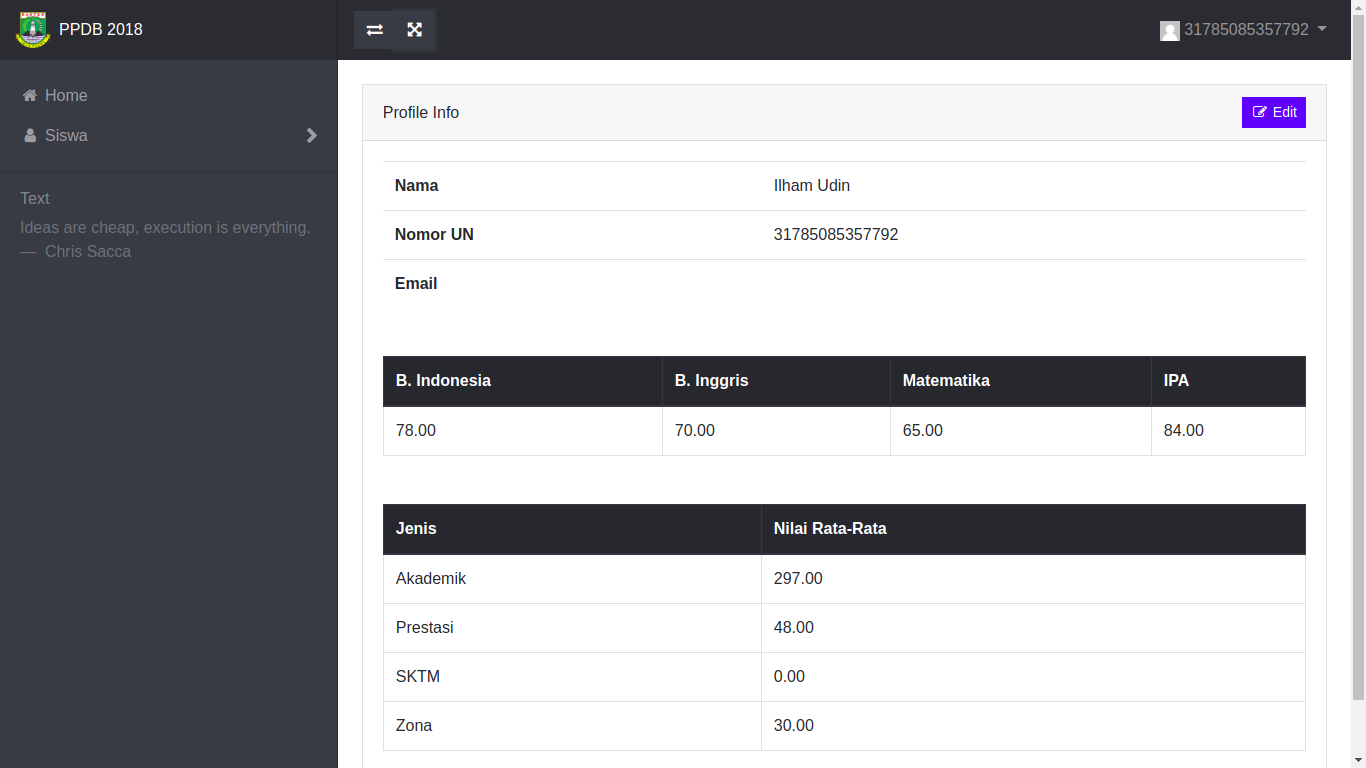 PPDB 2018
31785085357792
Home
Siswa
Text
Ideas are cheap, execution is everything.
— Chris Sacca
Profile Info
Edit
Nama Ilham Udin
Nomor UN 31785085357792
Email
B. Indonesia B. Inggris Matematika IPA
78.00 70.00 65.00 84.00
Jenis Nilai Rata-Rata
Akademik 297.00
Prestasi 48.00
SKTM 0.00
Zona 30.00